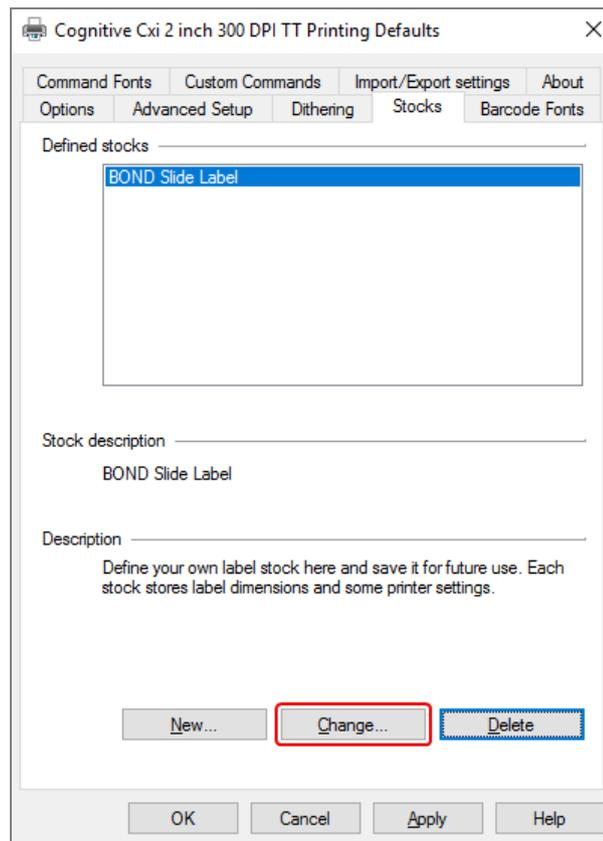 Cognitive Cxi 2 inch 300 DPI TT Printing Defaults
Command Fonts Custom Commands Import/Export settings About
Options Advanced Setup Dithering Stocks Barcode Fonts
Defined stocks
BOND Slide Label
Stock description
BOND Slide Label
Description
Define your own label stock here and save it for future use. Each
stock stores label dimensions and some printer settings.
New... Change... Delete
OK Cancel Apply Help